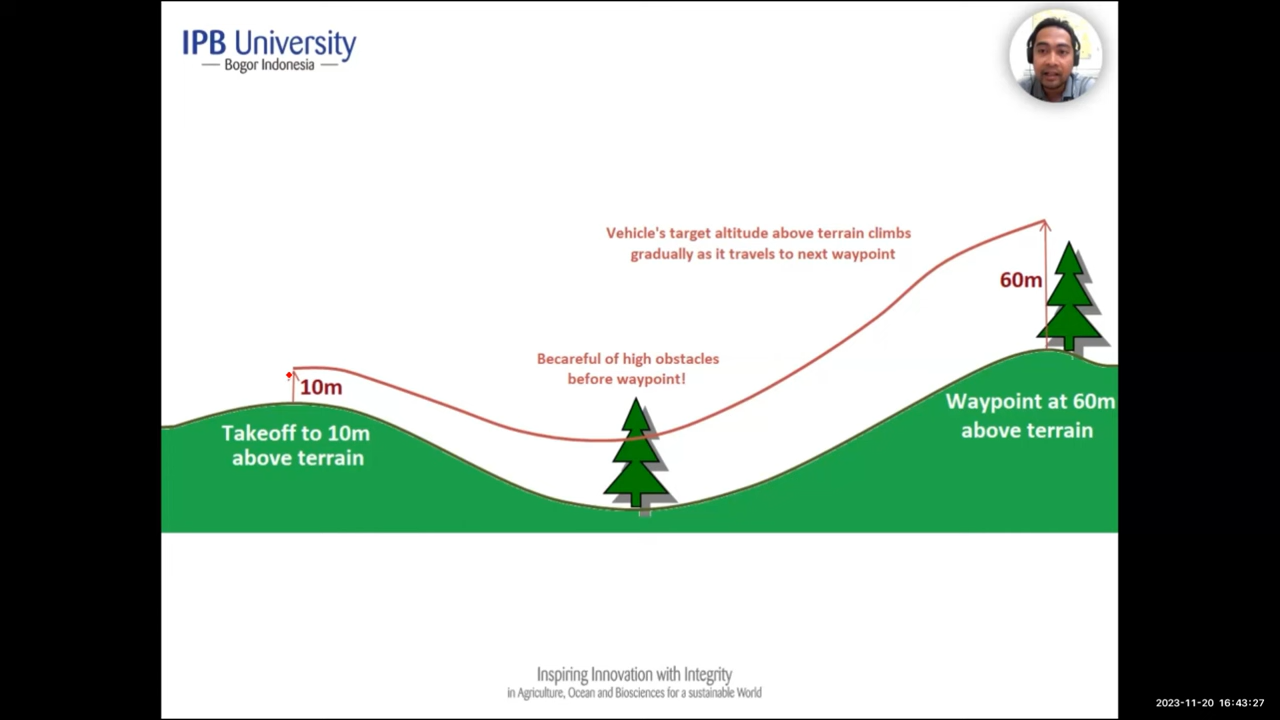 IPB University
Bogor Indonesia
Vehicle's target altitude above terrain climbs
gradually as it travels to next waypoint
60m
Becareful of high obstacles
before waypoint!
10m
Takeoff to 10m
above terrain
Waypoint at 60m
above terrain
Inspiring Innovation with Integrity
in Agriculture, Ocean and Biosciences for a sustainable World
2023-11-20 16:43:27